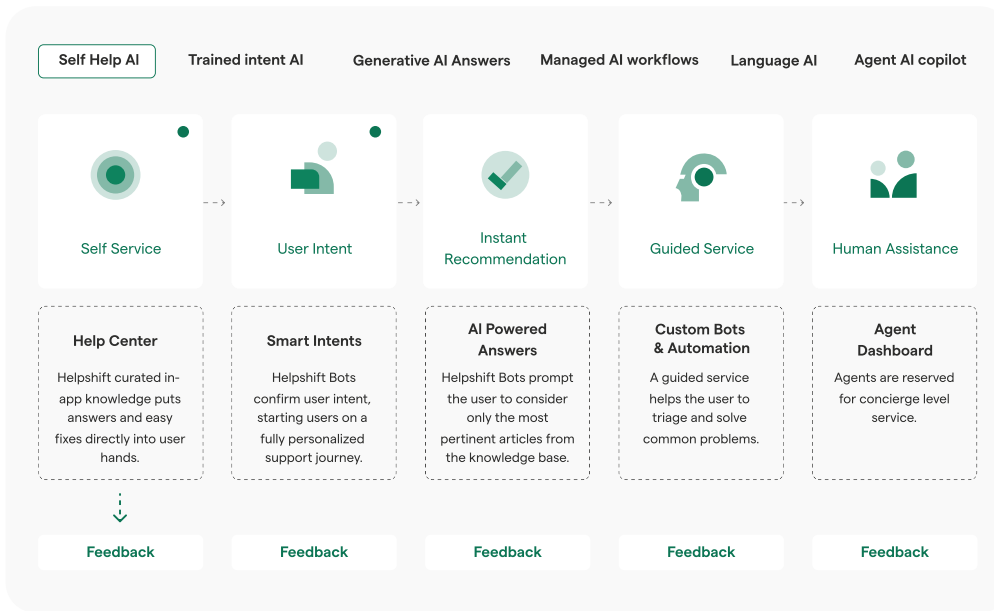 Self Help AI
Trained intent AI
Generative AI Answers
Managed AI workflows
Language AI
Agent AI copilot
Self Service
User Intent
Instant
Recommendation
Guided Service
Human Assistance
Help Center
Helpshift curated in-
app knowledge puts
answers and easy
fixes directly into user
hands.
Smart Intents
Helpshift Bots
confirm user intent,
starting users on a
fully personalized
support journey.
AI Powered
Answers
Helpshift Bots prompt
the user to consider
only the most
pertinent articles from
the knowledge base.
Custom Bots
& Automation
A guided service
helps the user to
triage and solve
common problems.
Agent
Dashboard
Agents are reserved
for concierge level
service.
Feedback
Feedback
Feedback
Feedback
Feedback